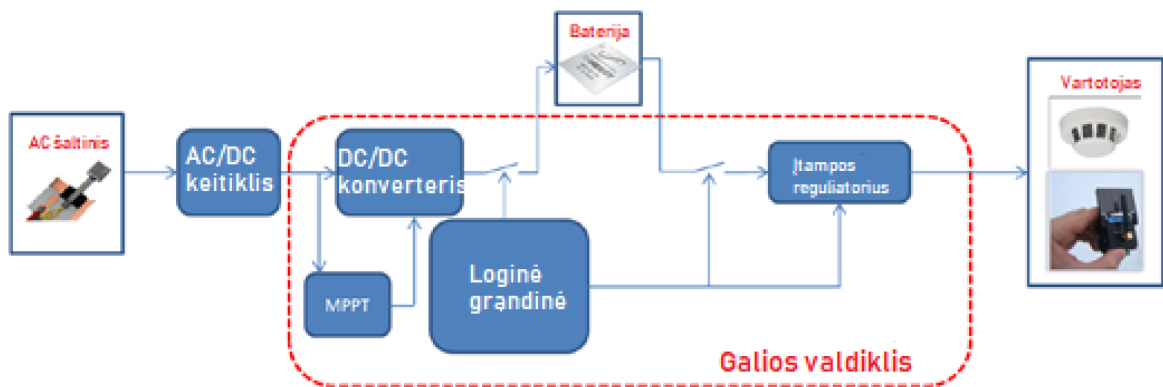 Baterija
Vartotojas
AC šaltinis
AC/DC
keitiklis
DC/DC
konverteris
Įtampos
reguliatorius
Loginė
grandinė
MPPT
Galios valdiklis